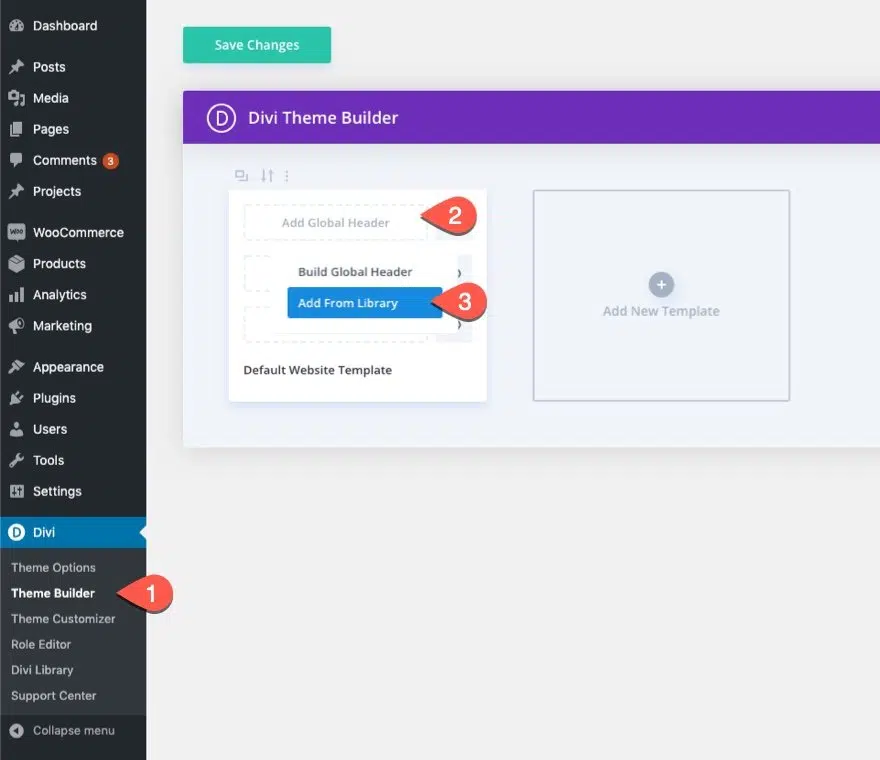 Dashboard
Posts
Media
Pages
Comments 3
Projects
WooCommerce
Products
Analytics
Marketing
Appearance
Plugins
Users
Tools
Settings
Divi
Theme Options
Theme Builder
1
Theme Customizer
Role Editor
Divi Library
Support Center
Collapse menu
Save Changes
D Divi Theme Builder
Add Global Header
2
Build Global Header
Add From Library
3
Default Website Template
+
Add New Template